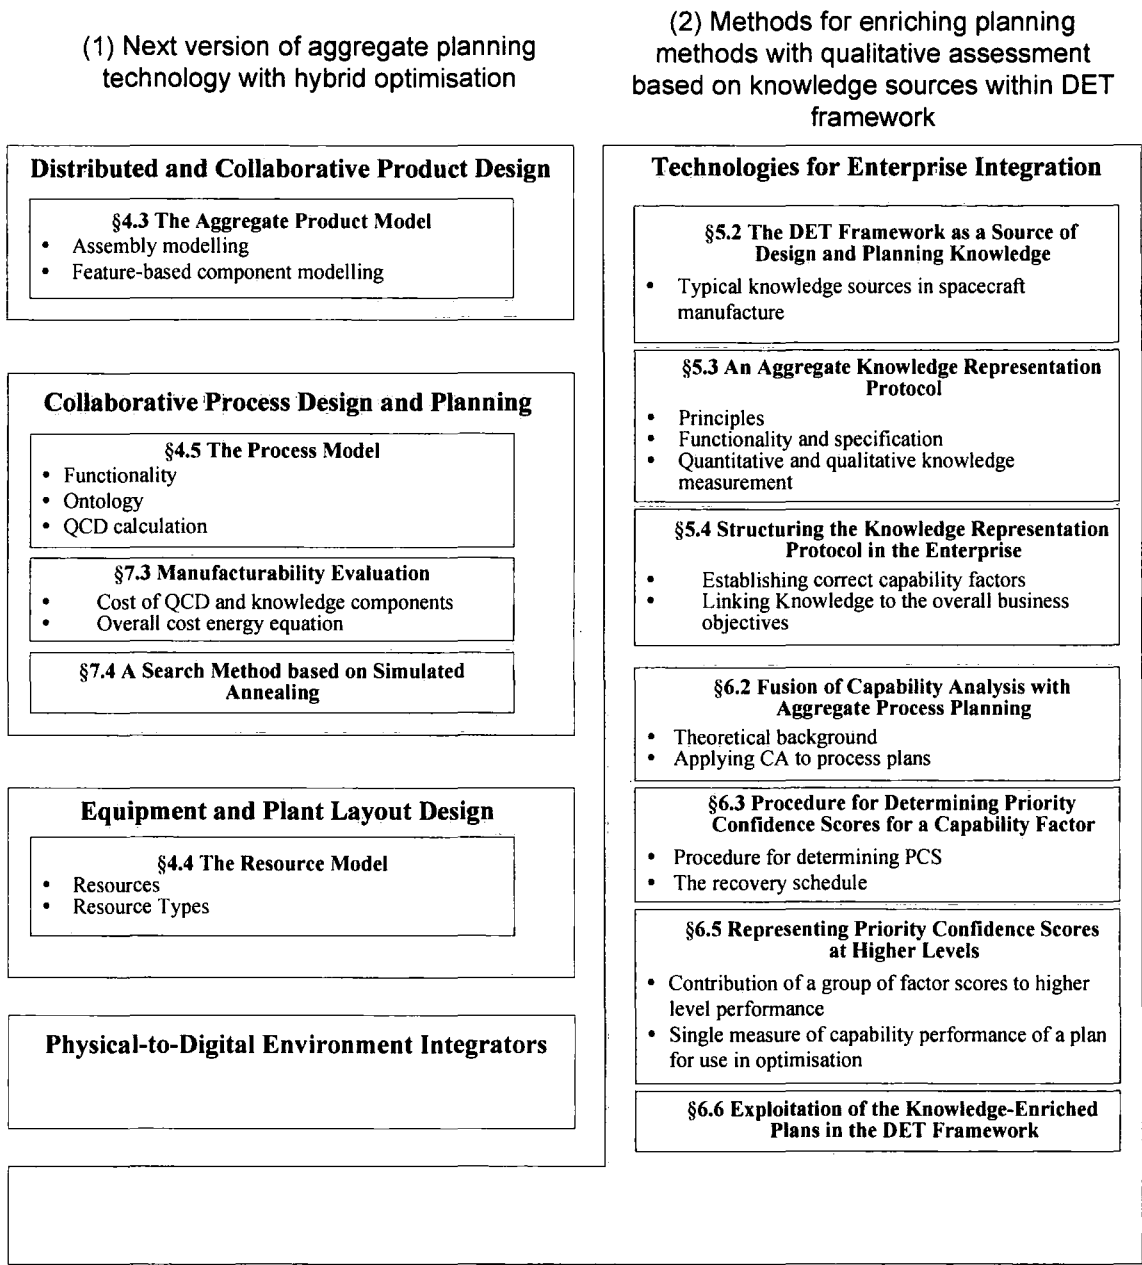 (1) Next version of aggregate planning
technology with hybrid optimisation
Distributed and Collaborative Product Design
§4.3 The Aggregate Product Model
• Assembly modelling
• Feature-based component modelling
Collaborative Process Design and Planning
§4.5 The Process Model
• Functionality
• Ontology
• QCD calculation
§7.3 Manufacturability Evaluation
• Cost of QCD and knowledge components
• Overall cost energy equation
§7.4 A Search Method based on Simulated
Annealing
Equipment and Plant Layout Design
§4.4 The Resource Model
• Resources
• Resource Types
Physical-to-Digital Environment Integrators
(2) Methods for enriching planning
methods with qualitative assessment
based on knowledge sources within DET
framework
Technologies for Enterprise Integration
§5.2 The DET Framework as a Source of
Design and Planning Knowledge
• Typical knowledge sources in spacecraft
manufacture
§5.3 An Aggregate Knowledge Representation
Protocol
• Principles
• Functionality and specification
• Quantitative and qualitative knowledge
measurement
§5.4 Structuring the Knowledge Representation
Protocol in the Enterprise
• Establishing correct capability factors
• Linking Knowledge to the overall business
objectives
§6.2 Fusion of Capability Analysis with
Aggregate Process Planning
• Theoretical background
• Applying CA to process plans
§6.3 Procedure for Determining Priority
Confidence Scores for a Capability Factor
• Procedure for determining PCS
• The recovery schedule
§6.5 Representing Priority Confidence Scores
at Higher Levels
• Contribution of a group of factor scores to higher
level performance
• Single measure of capability performance of a plan
for use in optimisation
§6.6 Exploitation of the Knowledge-Enriched
Plans in the DET Framework